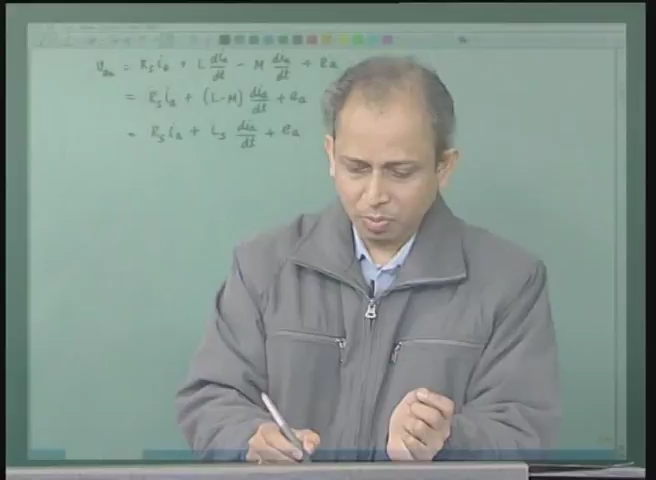 V_an = R_s i_a + L di_a/dt - M di_a/dt + e_a
= R_s i_a + (L-M) di_a/dt + e_a
= R_s i_a + L_s di_a/dt + e_a